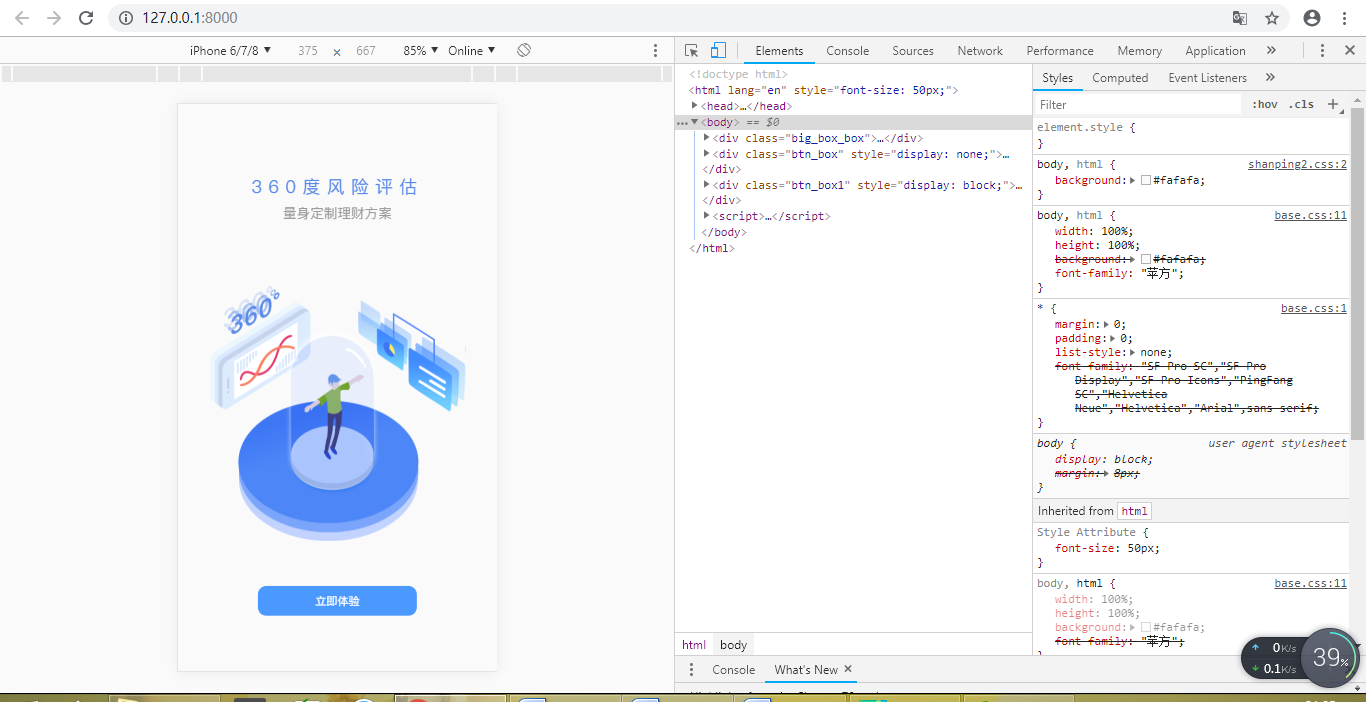 127.0.0.1:8000
iPhone 6/7/8 ▼ 375 × 667 85% ▼ Online ▼
Elements Console Sources Network Performance Memory Application »
360度风险评估
量身定制理财方案
360%
立即体验
<!doctype html>
<html lang="en" style="font-size: 50px;">
▶<head>…</head>
…▼<body> == $0
▶<div class="big_box_box">…</div>
▶<div class="btn_box" style="display: none;">…
</div>
▶<div class="btn_box1" style="display: block;">…
</div>
▶<script>…</script>
</body>
</html>
html body
Console What's New ×
Styles Computed Event Listeners »
Filter :hov .cls +
element.style {
}
body, html { shanping2.css:2
background:▶ #fafafa;
}
body, html { base.css:11
width: 100%;
height: 100%;
background:▶ #fafafa;
font-family: "苹方";
}
* { base.css:1
margin:▶ 0;
padding:▶ 0;
list-style:▶ none;
font-family: "SF Pro SC","SF Pro
Display","SF Pro Icons","PingFang
SC","Helvetica
Neue","Helvetica","Arial",sans-serif;
}
body { user agent stylesheet
display: block;
margin:▶ 8px;
}
Inherited from html
Style Attribute {
font-size: 50px;
}
body, html { base.css:11
width: 100%;
height: 100%;
background:▶ #fafafa;
font-family: "苹方";
0K/s
0.1K/s
39%